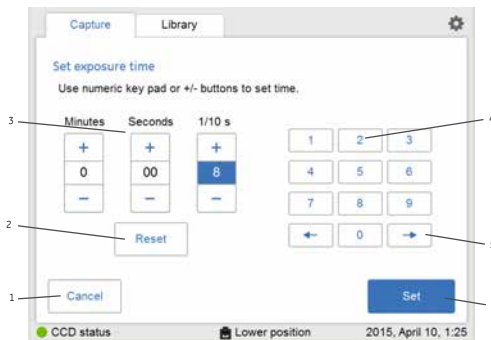 Capture Library
Set exposure time
Use numeric key pad or +/- buttons to set time.
3 Minutes Seconds 1/10 s
+ + + 1 2 3 4
0 00 8 4 5 6
− − − 7 8 9
2 Reset ← 0 →
1 Cancel Set
CCD status Lower position 2015, April 10, 1:25